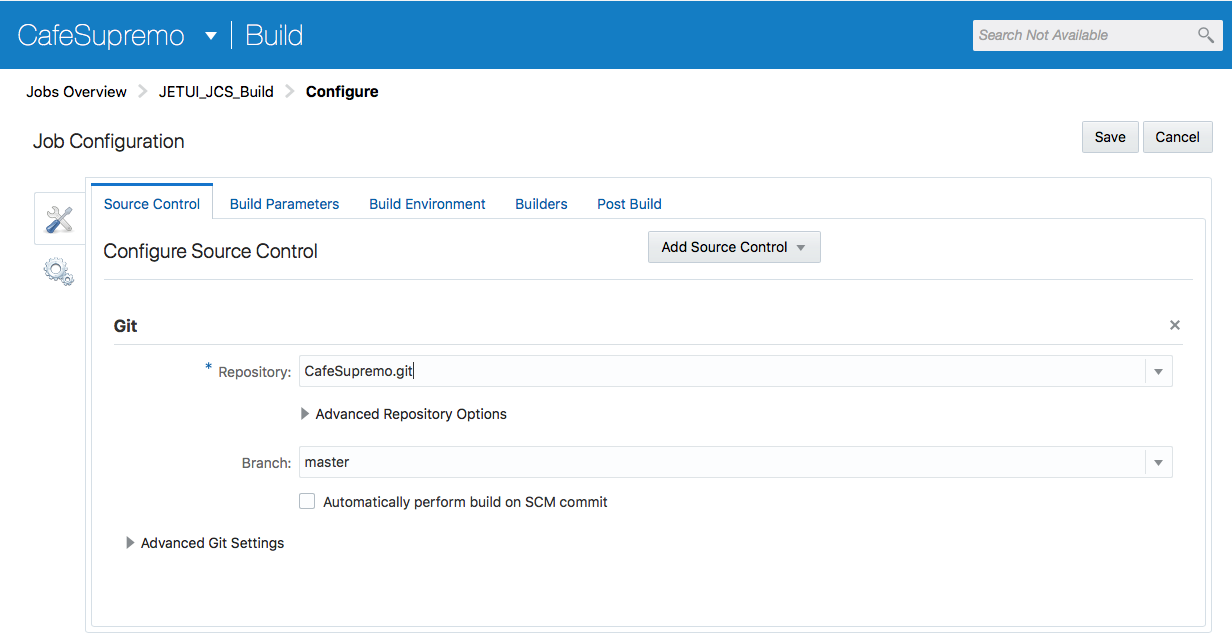 CafeSupremo Build
Search Not Available
Jobs Overview JETUI_JCS_Build Configure
Job Configuration
Save Cancel
Source Control Build Parameters Build Environment Builders Post Build
Configure Source Control
Add Source Control
Git
* Repository: CafeSupremo.git
Advanced Repository Options
Branch: master
Automatically perform build on SCM commit
Advanced Git Settings